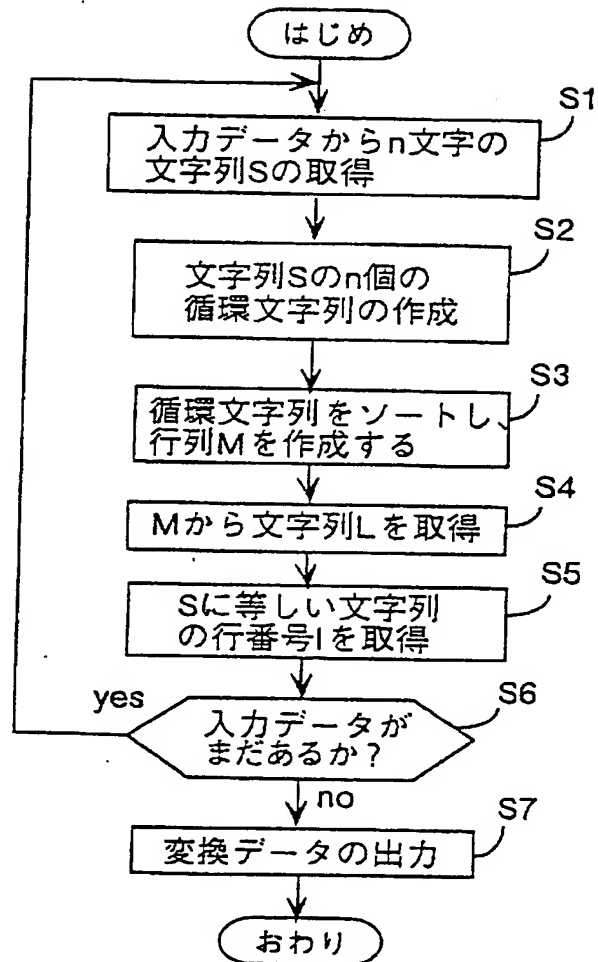 はじめ
S1
入力データからn文字の
文字列Sの取得
S2
文字列Sのn個の
循環文字列の作成
S3
循環文字列をソートし、
行列Mを作成する
S4
Mから文字列Lを取得
S5
Sに等しい文字列
の行番号Iを取得
yes
S6
入力データが
まだあるか？
no
S7
変換データの出力
おわり